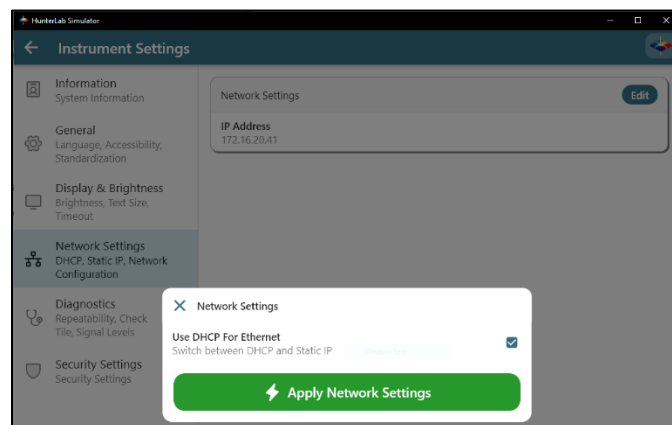 HunterLab Simulator
Instrument Settings
Information
System Information
General
Language, Accessibility,
Standardization
Display & Brightness
Brightness, Text Size,
Timeout
Network Settings
DHCP, Static IP, Network
Configuration
Diagnostics
Repeatability, Check
Tile, Signal Levels
Security Settings
Security Settings
Network Settings
Edit
IP Address
172.16.20.41
Network Settings
Use DHCP For Ethernet
Switch between DHCP and Static IP
Apply Network Settings